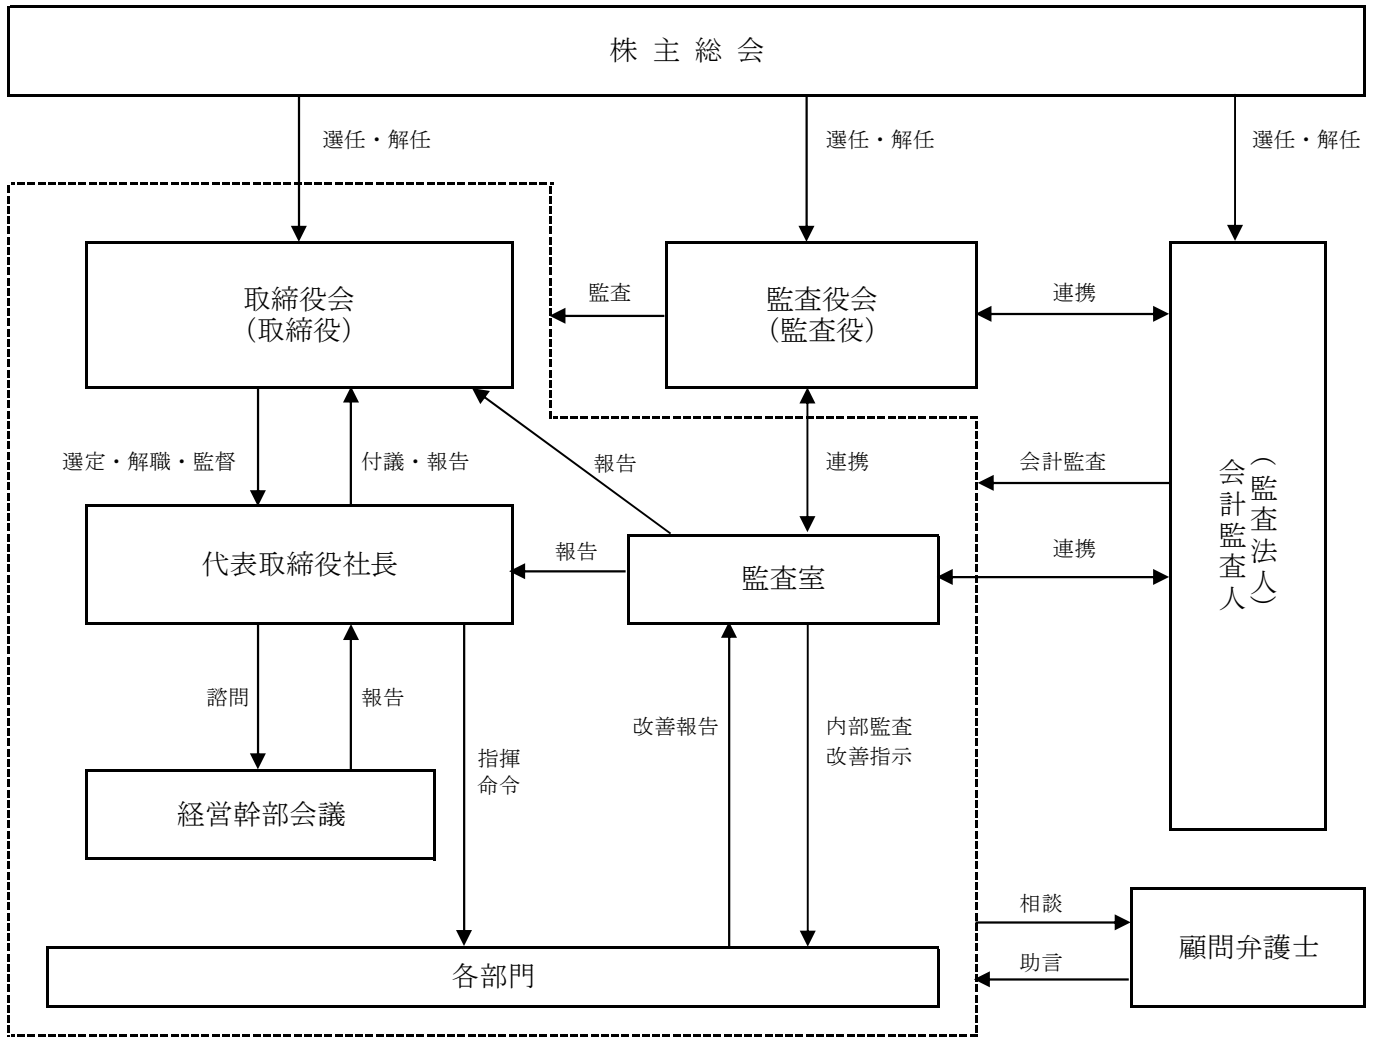 株主総会
選任・解任
選任・解任
選任・解任
取締役会
（取締役）
監査
監査役会
（監査役）
連携
選定・解職・監督
付議・報告
報告
連携
会計監査
会計監査人
（監査法人）
代表取締役社長
報告
監査室
連携
諮問
報告
指揮
命令
改善報告
内部監査
改善指示
経営幹部会議
相談
助言
顧問弁護士
各部門